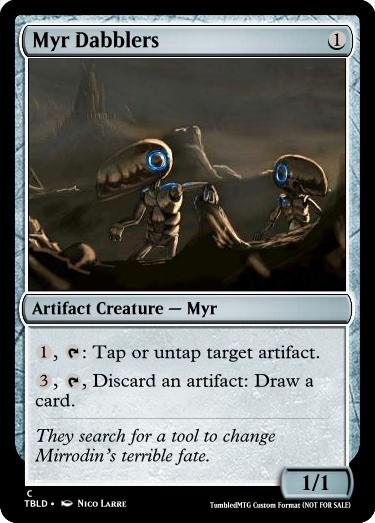 Myr Dabblers 1
Artifact Creature — Myr
1, : Tap or untap target artifact.
3, , Discard an artifact: Draw a
card.
They search for a tool to change
Mirrodin's terrible fate.
1/1
C
TBLD • Nico Larre
TumbledMTG Custom Format (NOT FOR SALE)